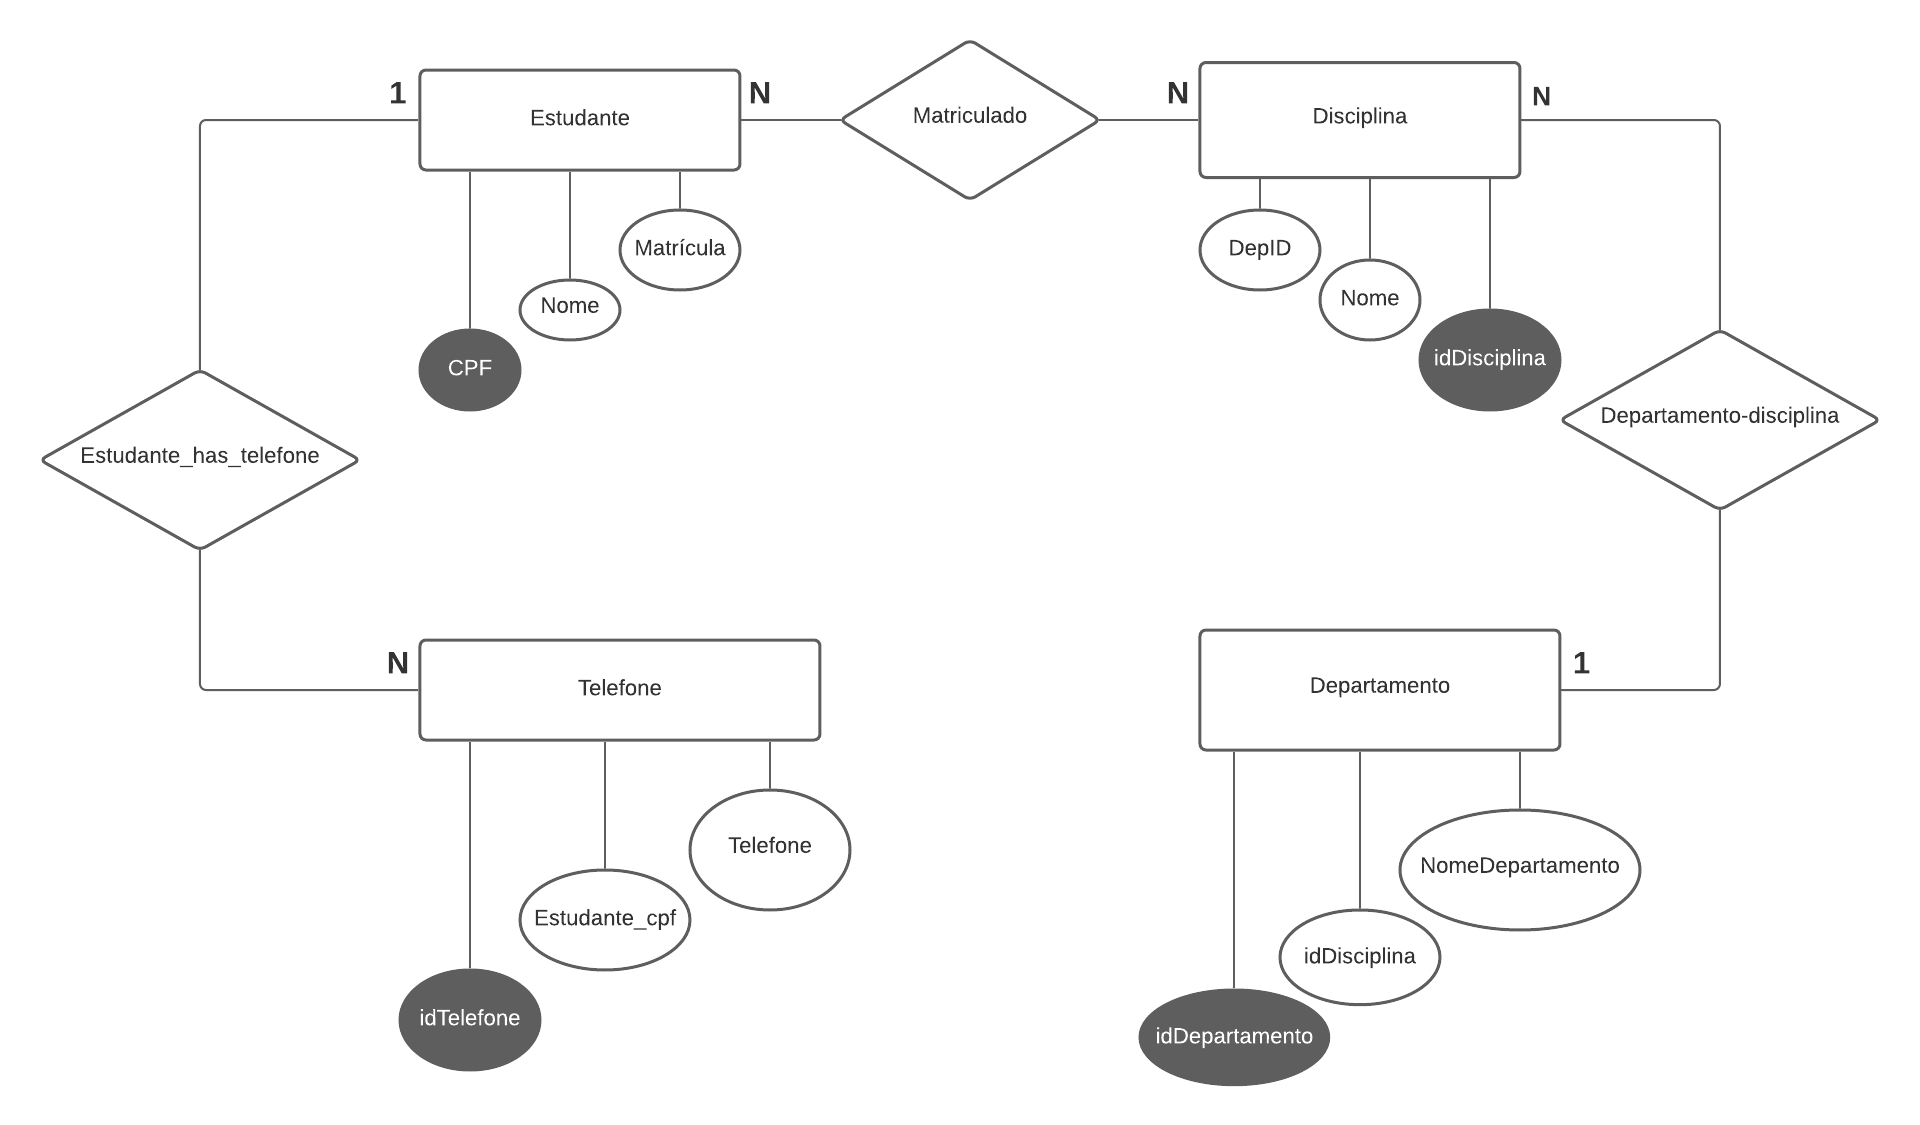 1
Estudante
N
Matriculado
N
Disciplina
N
Matrícula
Nome
CPF
DepID
Nome
idDisciplina
Estudante_has_telefone
Departamento-disciplina
N
Telefone
Departamento
1
Telefone
Estudante_cpf
idTelefone
NomeDepartamento
idDisciplina
idDepartamento